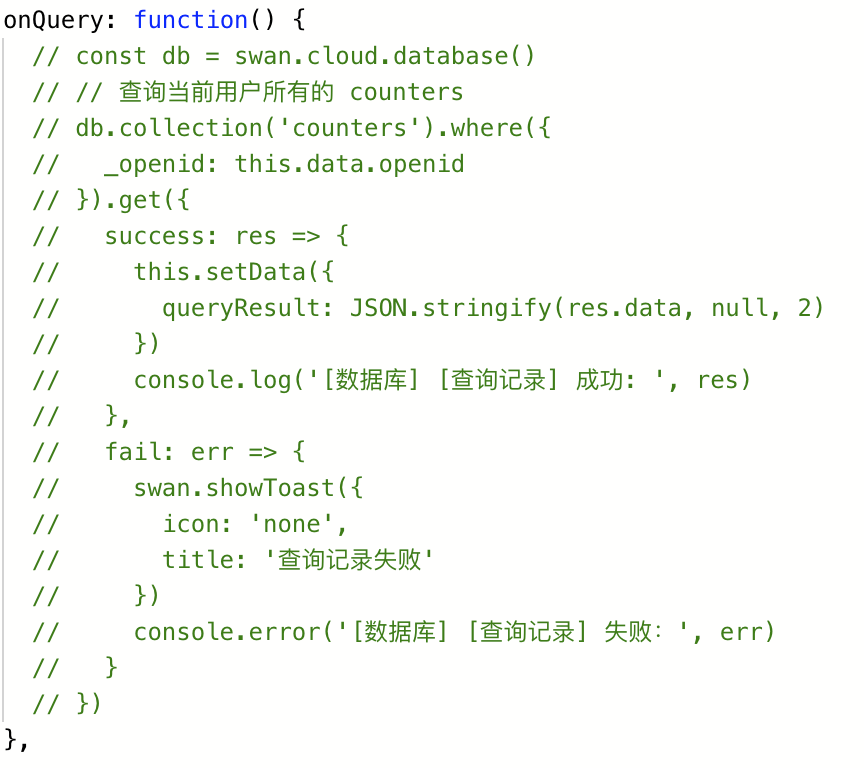 onQuery: function() {
  // const db = swan.cloud.database()
  // // 查询当前用户所有的 counters
  // db.collection('counters').where({
  //   _openid: this.data.openid
  // }).get({
  //   success: res => {
  //     this.setData({
  //       queryResult: JSON.stringify(res.data, null, 2)
  //     })
  //     console.log('[数据库] [查询记录] 成功: ', res)
  //   },
  //   fail: err => {
  //     swan.showToast({
  //       icon: 'none',
  //       title: '查询记录失败'
  //     })
  //     console.error('[数据库] [查询记录] 失败：', err)
  //   }
  // })
},